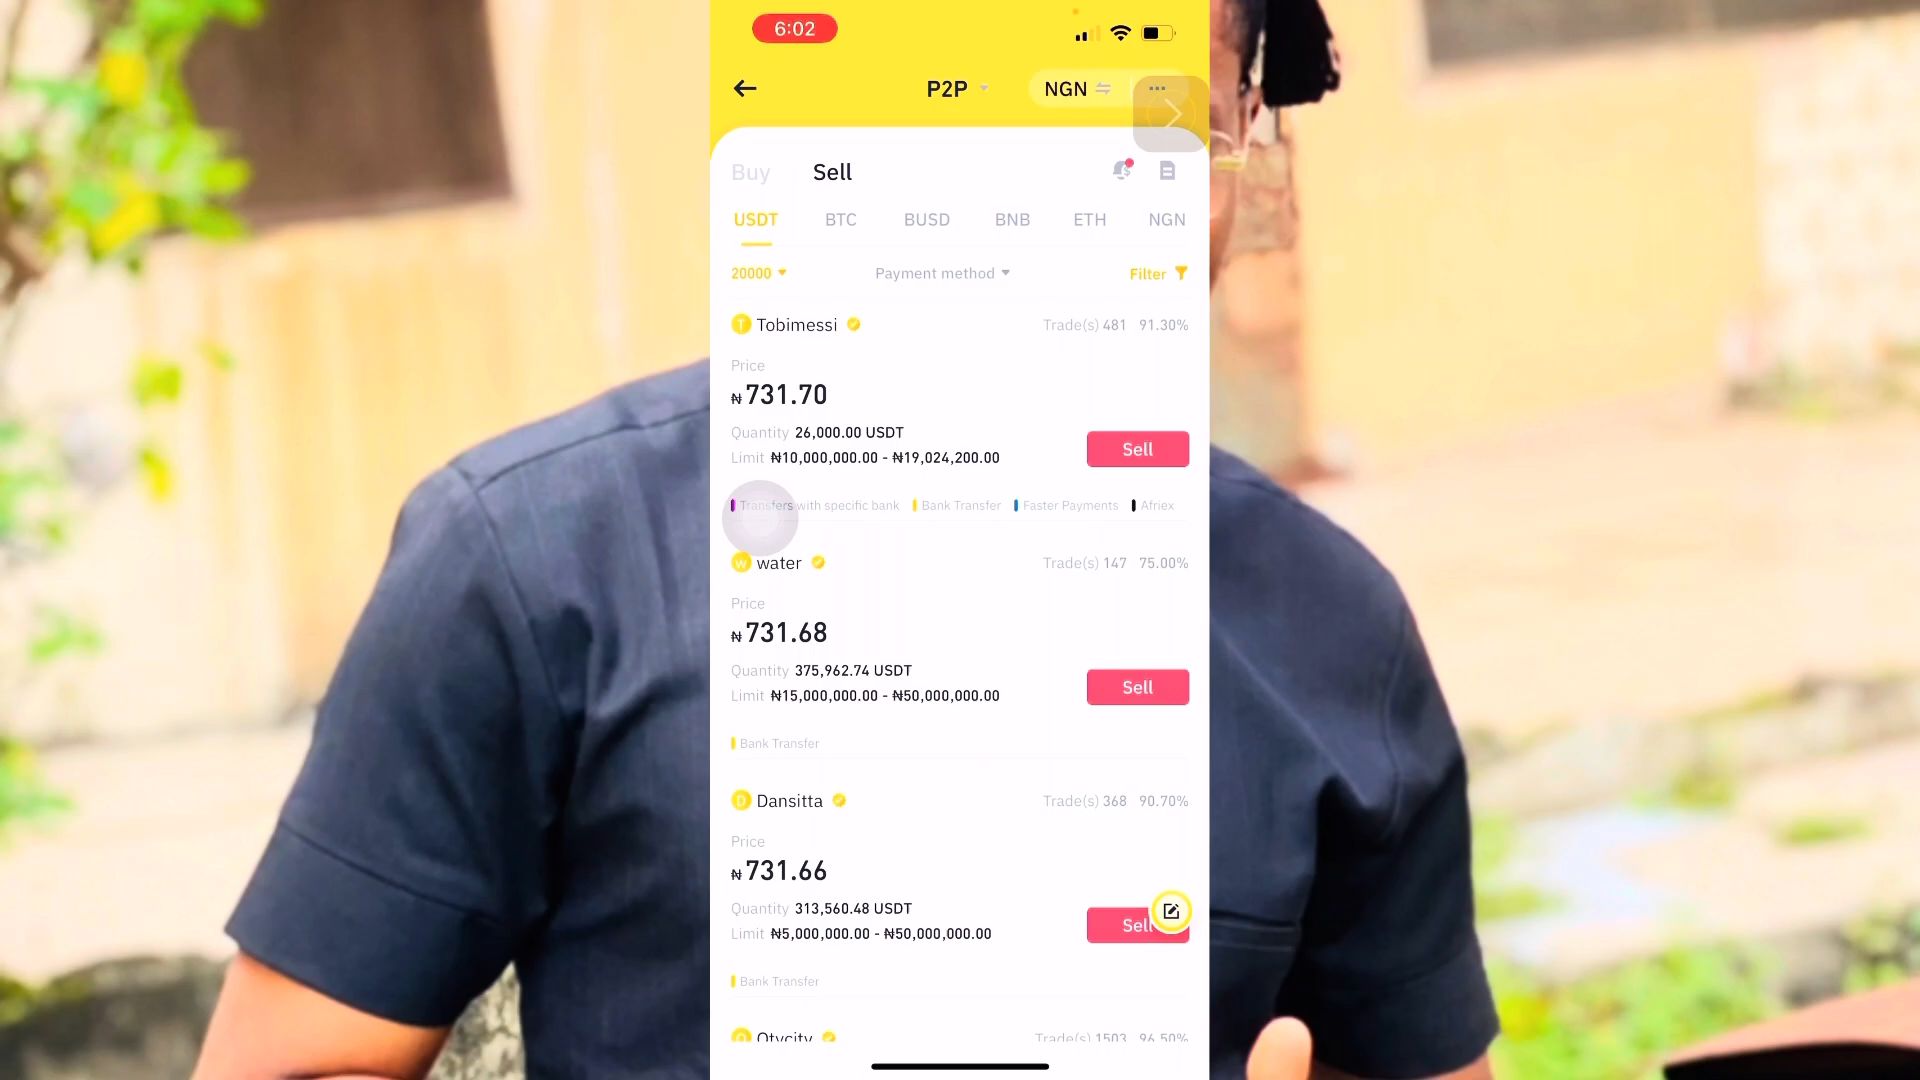 6:02
P2P
NGN
Buy
Sell
USDT
BTC
BUSD
BNB
ETH
NGN
20000
Payment method
Filter
T
Tobimessi
Trade(s) 481 91.30%
Price
₦ 731.70
Quantity 26,000.00 USDT
Limit ₦10,000,000.00 - ₦19,024,200.00
Sell
Transfers with specific bank
Bank Transfer
Faster Payments
Afriex
W
water
Trade(s) 147 75.00%
Price
₦ 731.68
Quantity 375,962.74 USDT
Limit ₦15,000,000.00 - ₦50,000,000.00
Sell
Bank Transfer
D
Dansitta
Trade(s) 368 90.70%
Price
₦ 731.66
Quantity 313,560.48 USDT
Limit ₦5,000,000.00 - ₦50,000,000.00
Sell
Bank Transfer
Trade(s) 1503 96.50%